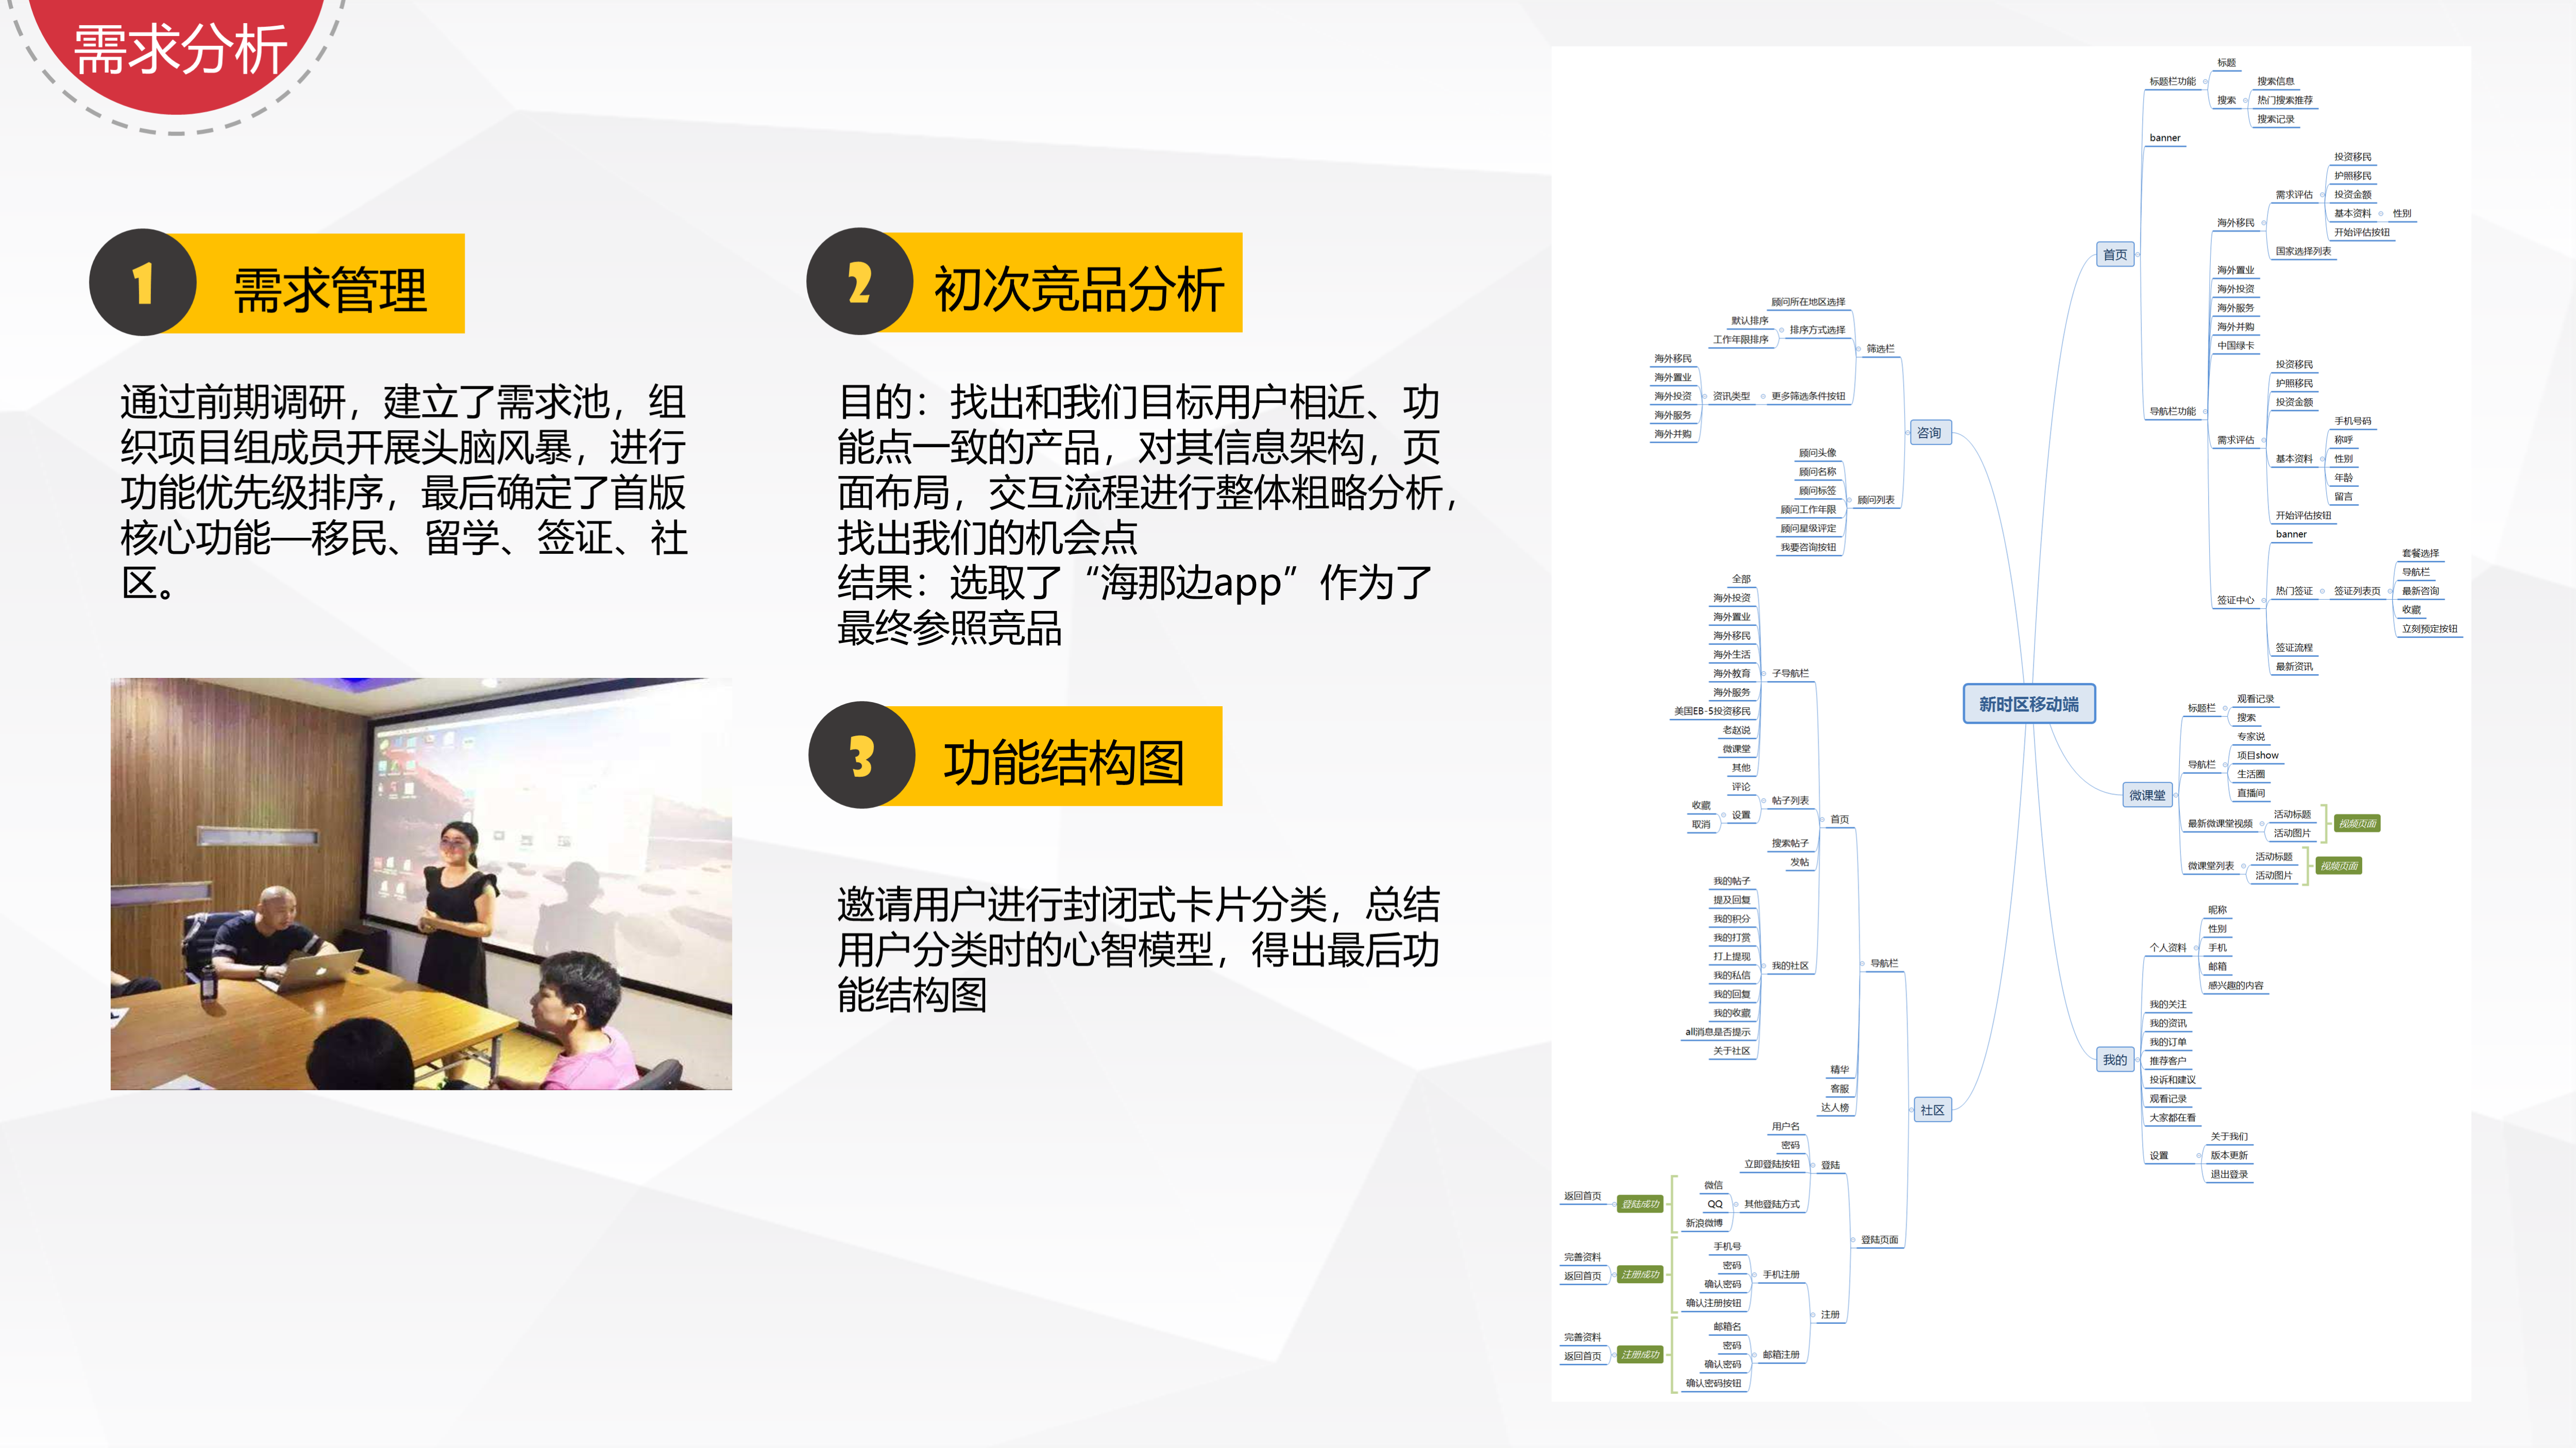 需求分析
1
需求管理
通过前期调研，建立了需求池，组
织项目组成员开展头脑风暴，进行
功能优先级排序，最后确定了首版
核心功能—移民、留学、签证、社
区。
2
初次竞品分析
目的：找出和我们目标用户相近、功
能点一致的产品，对其信息架构，页
面布局，交互流程进行整体粗略分析，
找出我们的机会点
结果：选取了“海那边app”作为了
最终参照竞品
3
功能结构图
邀请用户进行封闭式卡片分类，总结
用户分类时的心智模型，得出最后功
能结构图
新时区移动端
首页
标题栏功能
标题
搜索
搜索信息
热门搜索推荐
搜索记录
banner
导航栏功能
海外移民
需求评估
投资移民
护照移民
投资金额
基本资料
性别
开始评估按钮
国家选择列表
海外置业
海外投资
海外服务
海外并购
中国绿卡
需求评估
投资移民
护照移民
投资金额
基本资料
手机号码
称呼
性别
年龄
留言
开始评估按钮
签证中心
banner
热门签证
签证列表页
套餐选择
导航栏
最新咨询
收藏
立刻预定按钮
签证流程
最新资讯
微课堂
标题栏
观看记录
搜索
导航栏
专家说
项目show
生活圈
直播间
最新微课堂视频
活动标题
活动图片
视频页面
微课堂列表
活动标题
活动图片
视频页面
我的
个人资料
昵称
性别
手机
邮箱
感兴趣的内容
我的关注
我的资讯
我的订单
推荐客户
投诉和建议
观看记录
大家都在看
设置
关于我们
版本更新
退出登录
咨询
筛选栏
顾问所在地区选择
排序方式选择
默认排序
工作年限排序
更多筛选条件按钮
资讯类型
海外移民
海外置业
海外投资
海外服务
海外并购
顾问列表
顾问头像
顾问名称
顾问标签
顾问工作年限
顾问星级评定
我要咨询按钮
社区
导航栏
首页
子导航栏
全部
海外投资
海外置业
海外移民
海外生活
海外教育
海外服务
美国EB-5投资移民
老赵说
微课堂
其他
帖子列表
评论
设置
收藏
取消
搜索帖子
发帖
我的社区
我的帖子
提及回复
我的积分
我的打赏
打上提现
我的私信
我的回复
我的收藏
all消息是否提示
关于社区
精华
客服
达人榜
登陆页面
登陆
用户名
密码
立即登陆按钮
其他登陆方式
微信
QQ
新浪微博
登陆成功
返回首页
注册
手机注册
手机号
密码
确认密码
确认注册按钮
注册成功
完善资料
返回首页
邮箱注册
邮箱名
密码
确认密码
确认密码按钮
注册成功
完善资料
返回首页